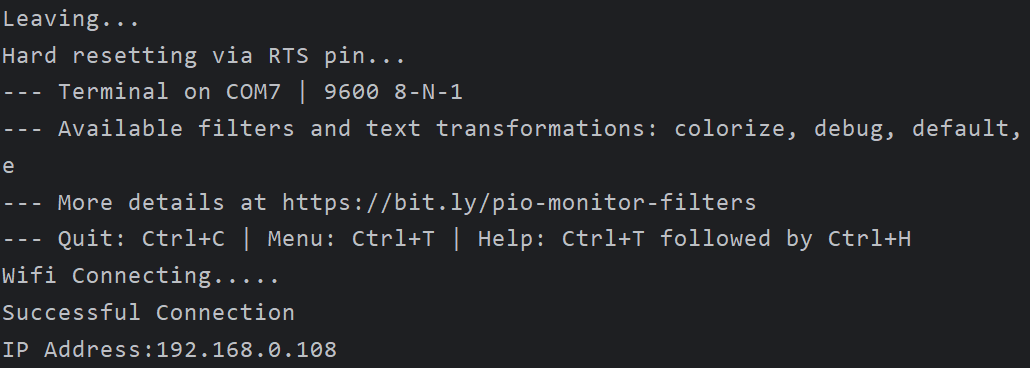 Leaving...
Hard resetting via RTS pin...
--- Terminal on COM7 | 9600 8-N-1
--- Available filters and text transformations: colorize, debug, default,
e
--- More details at https://bit.ly/pio-monitor-filters
--- Quit: Ctrl+C | Menu: Ctrl+T | Help: Ctrl+T followed by Ctrl+H
Wifi Connecting.....
Successful Connection
IP Address:192.168.0.108